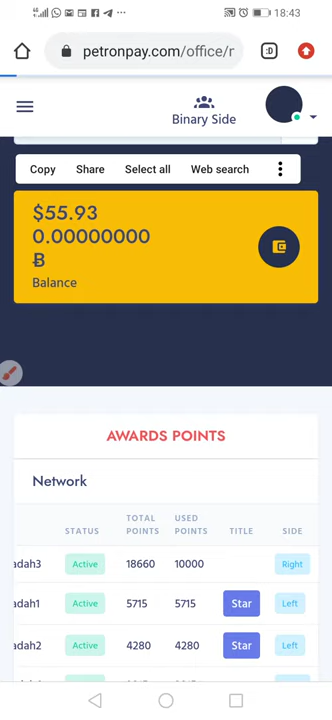 18:43
petronpay.com/office/r
:D
Binary Side
Copy Share Select all Web search
$55.93
0.00000000
Ƀ
Balance
AWARDS POINTS
Network
STATUS TOTAL POINTS USED POINTS TITLE SIDE
adah3 Active 18660 10000 Right
adah1 Active 5715 5715 Star Left
adah2 Active 4280 4280 Star Left